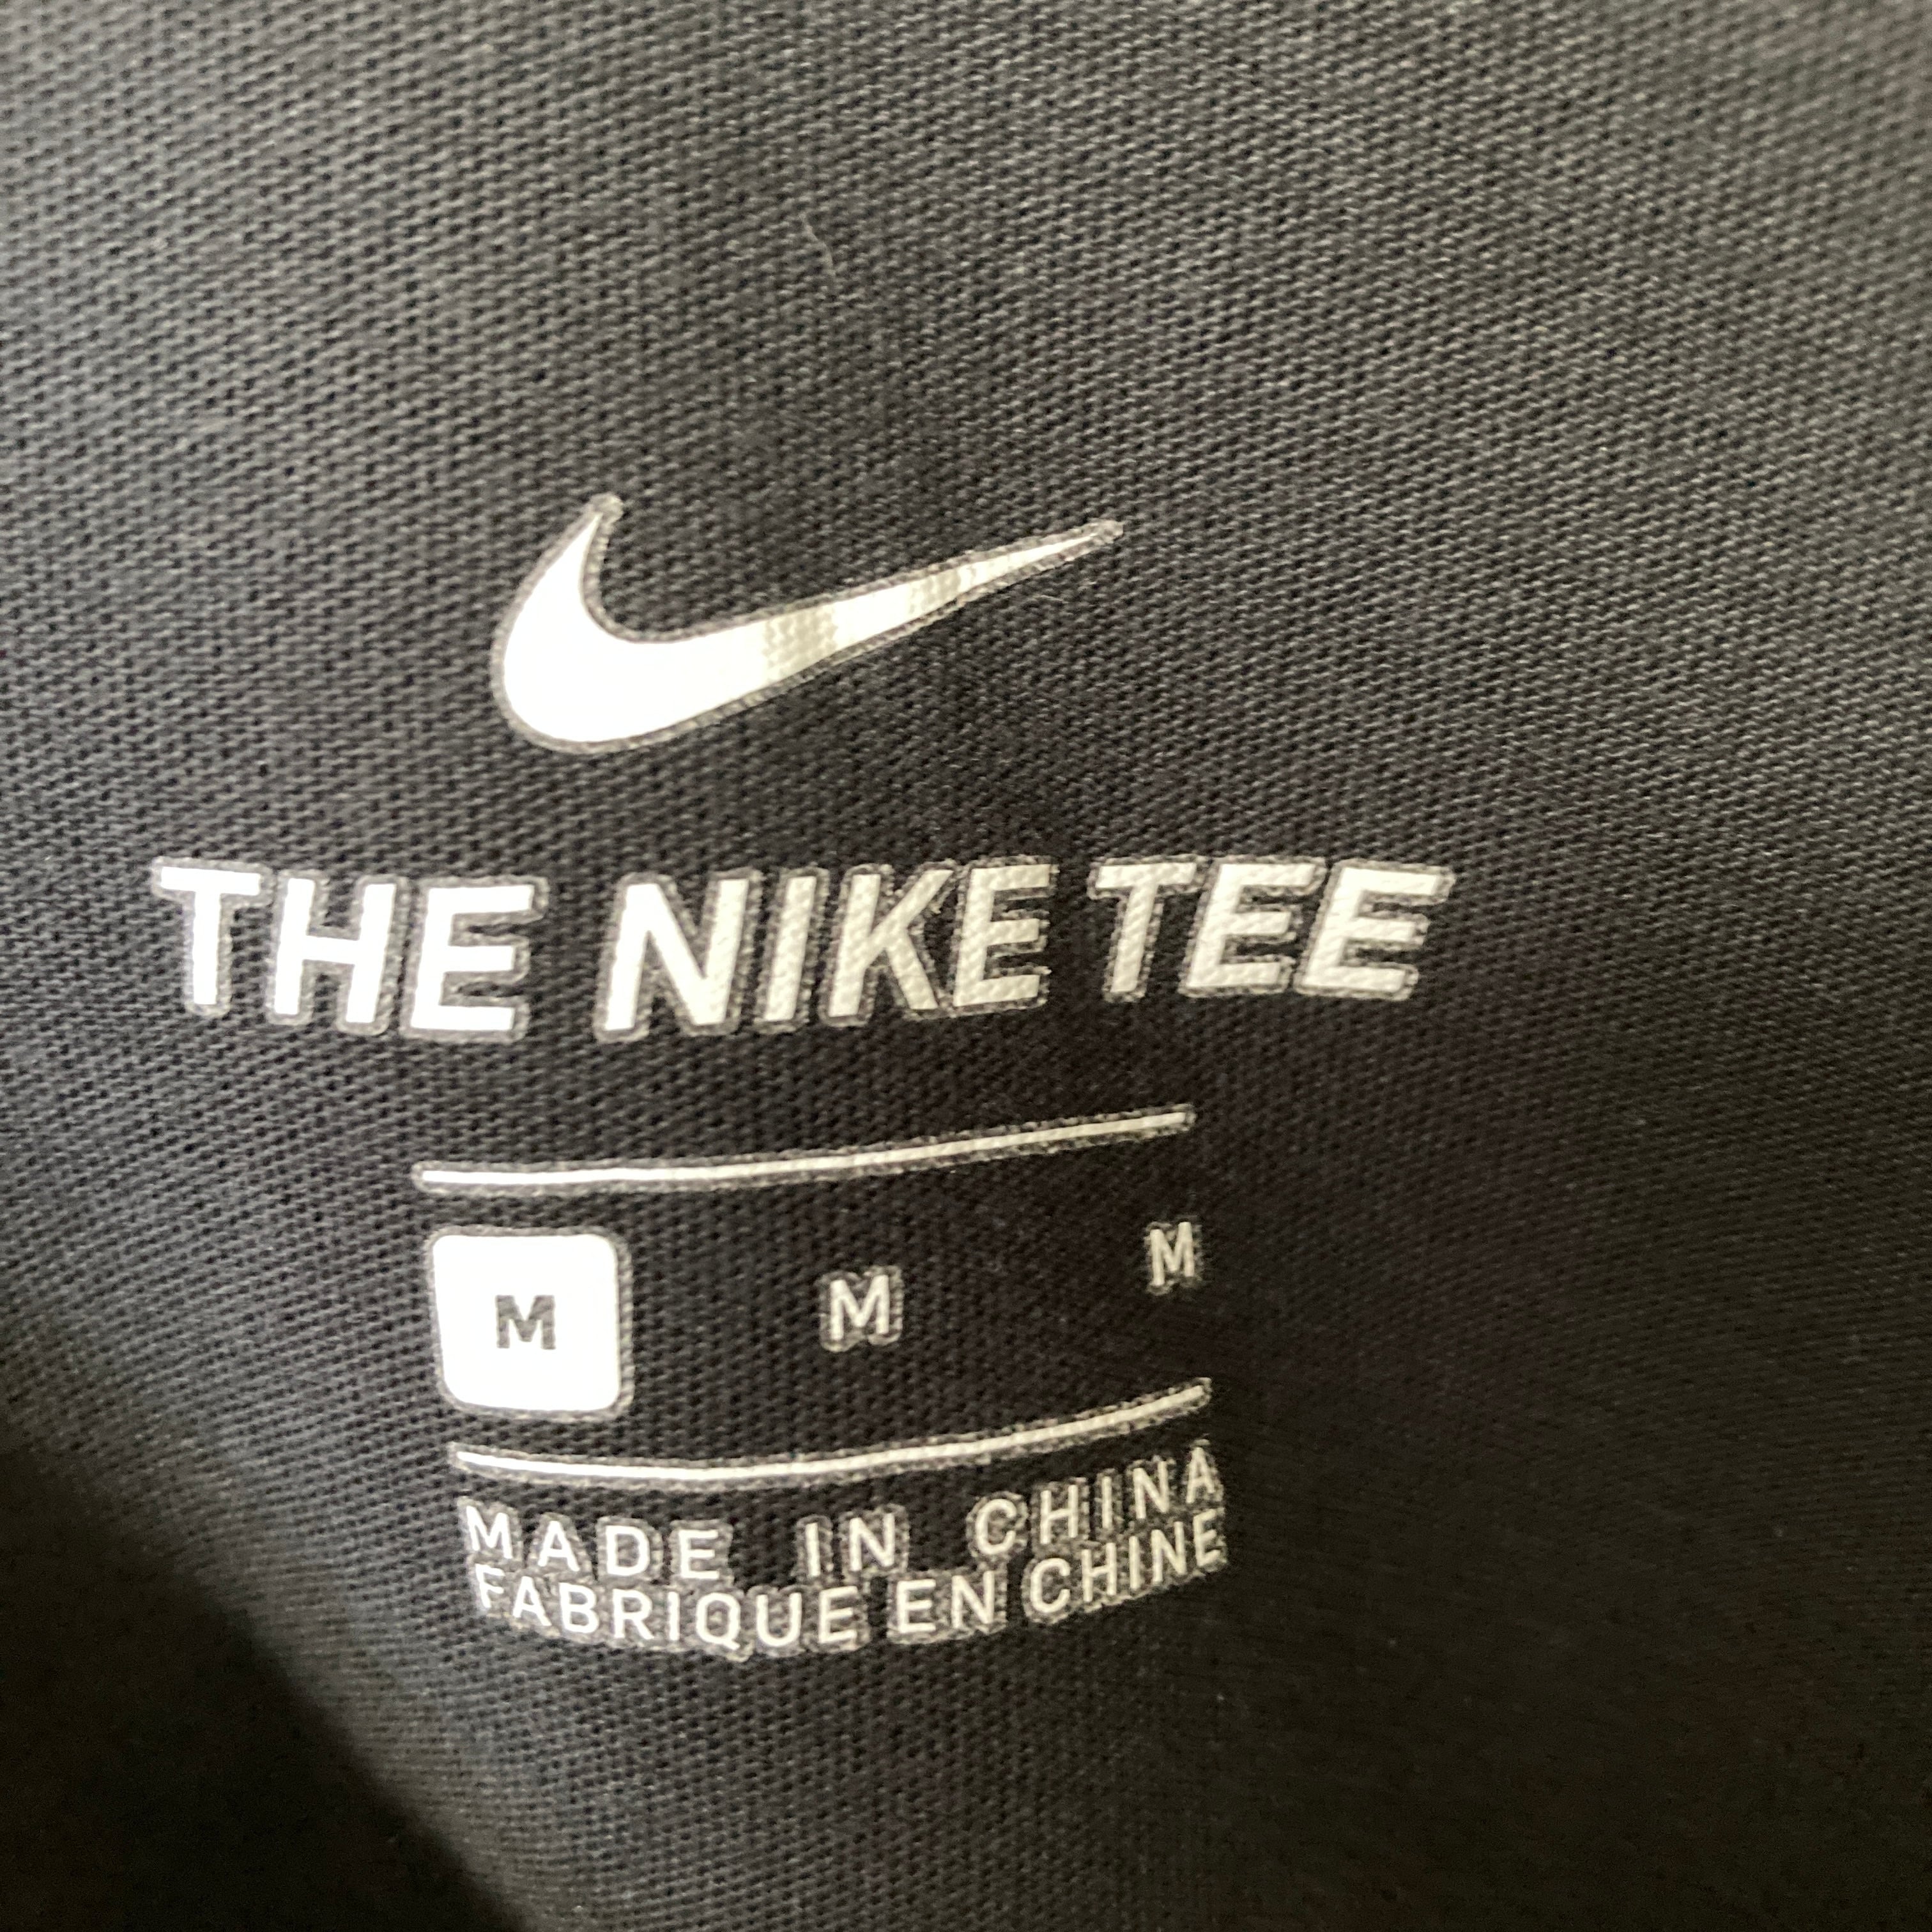 THE NIKE TEE
M M M
MADE IN CHINA
FABRIQUE EN CHINE